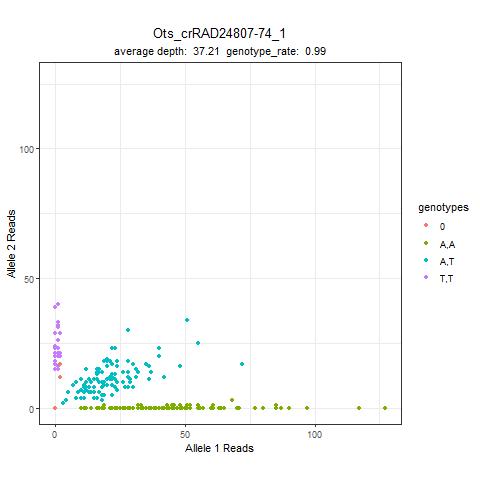 Ots_crRAD24807-74_1
average depth: 37.21 genotype_rate: 0.99
100
50
0
Allele 2 Reads
0
50
100
Allele 1 Reads
genotypes
0
A,A
A,T
T,T